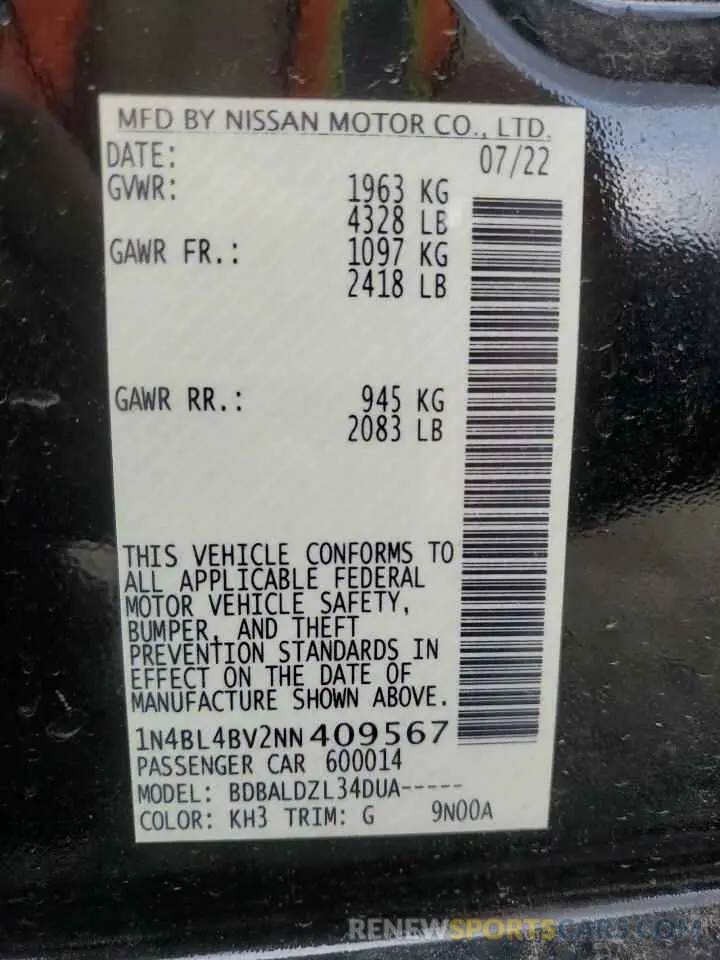 MFD BY NISSAN MOTOR CO., LTD.
DATE: 07/22
GVWR: 1963 KG
4328 LB
GAWR FR.: 1097 KG
2418 LB
GAWR RR.: 945 KG
2083 LB
THIS VEHICLE CONFORMS TO
ALL APPLICABLE FEDERAL
MOTOR VEHICLE SAFETY,
BUMPER, AND THEFT
PREVENTION STANDARDS IN
EFFECT ON THE DATE OF
MANUFACTURE SHOWN ABOVE.
1N4BL4BV2NN409567
PASSENGER CAR 600014
MODEL: BDBALDZL34DUA-----
COLOR: KH3 TRIM: G 9N00A
RENEWSPORTSCARS.COM